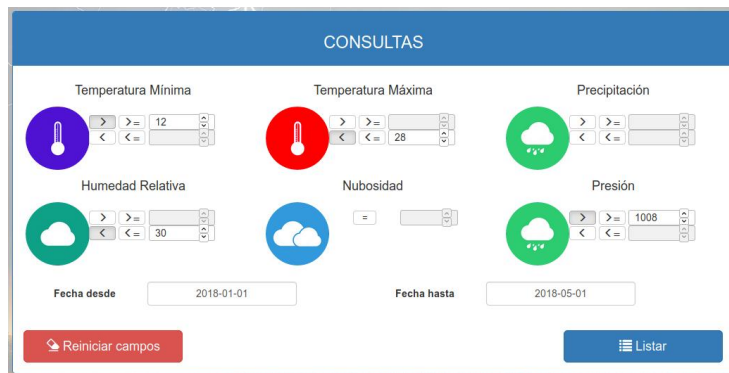 CONSULTAS
Temperatura Mínima
Temperatura Máxima
Precipitación
> >= 12
< <=
> >=
< <= 28
> >=
< <=
Humedad Relativa
Nubosidad
Presión
> >=
< <= 30
=
> >= 1008
< <=
Fecha desde 2018-01-01
Fecha hasta 2018-05-01
Reiniciar campos
Listar